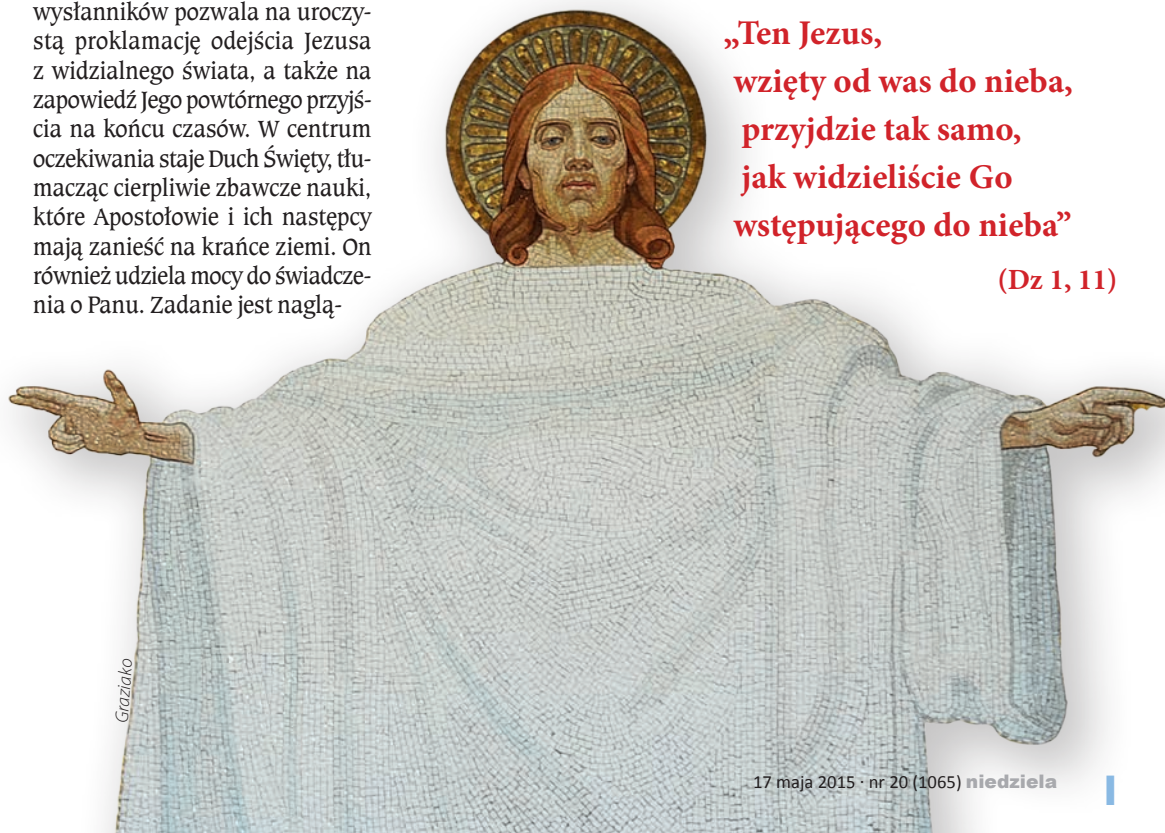 wysłanników pozwala na uroczy-
stą proklamację odejścia Jezusa
z widzialnego świata, a także na
zapowiedź Jego powtórnego przyjś-
cia na końcu czasów. W centrum
oczekiwania staje Duch Święty, tłu-
macząc cierpliwie zbawcze nauki,
które Apostołowie i ich następcy
mają zanieść na krańce ziemi. On
również udziela mocy do świadcze-
nia o Panu. Zadanie jest naglą-
„Ten Jezus,
wzięty od was do nieba,
przyjdzie tak samo,
jak widzieliście Go
wstępującego do nieba”
(Dz 1, 11)
Graziako
17 maja 2015 · nr 20 (1065) niedziela
I